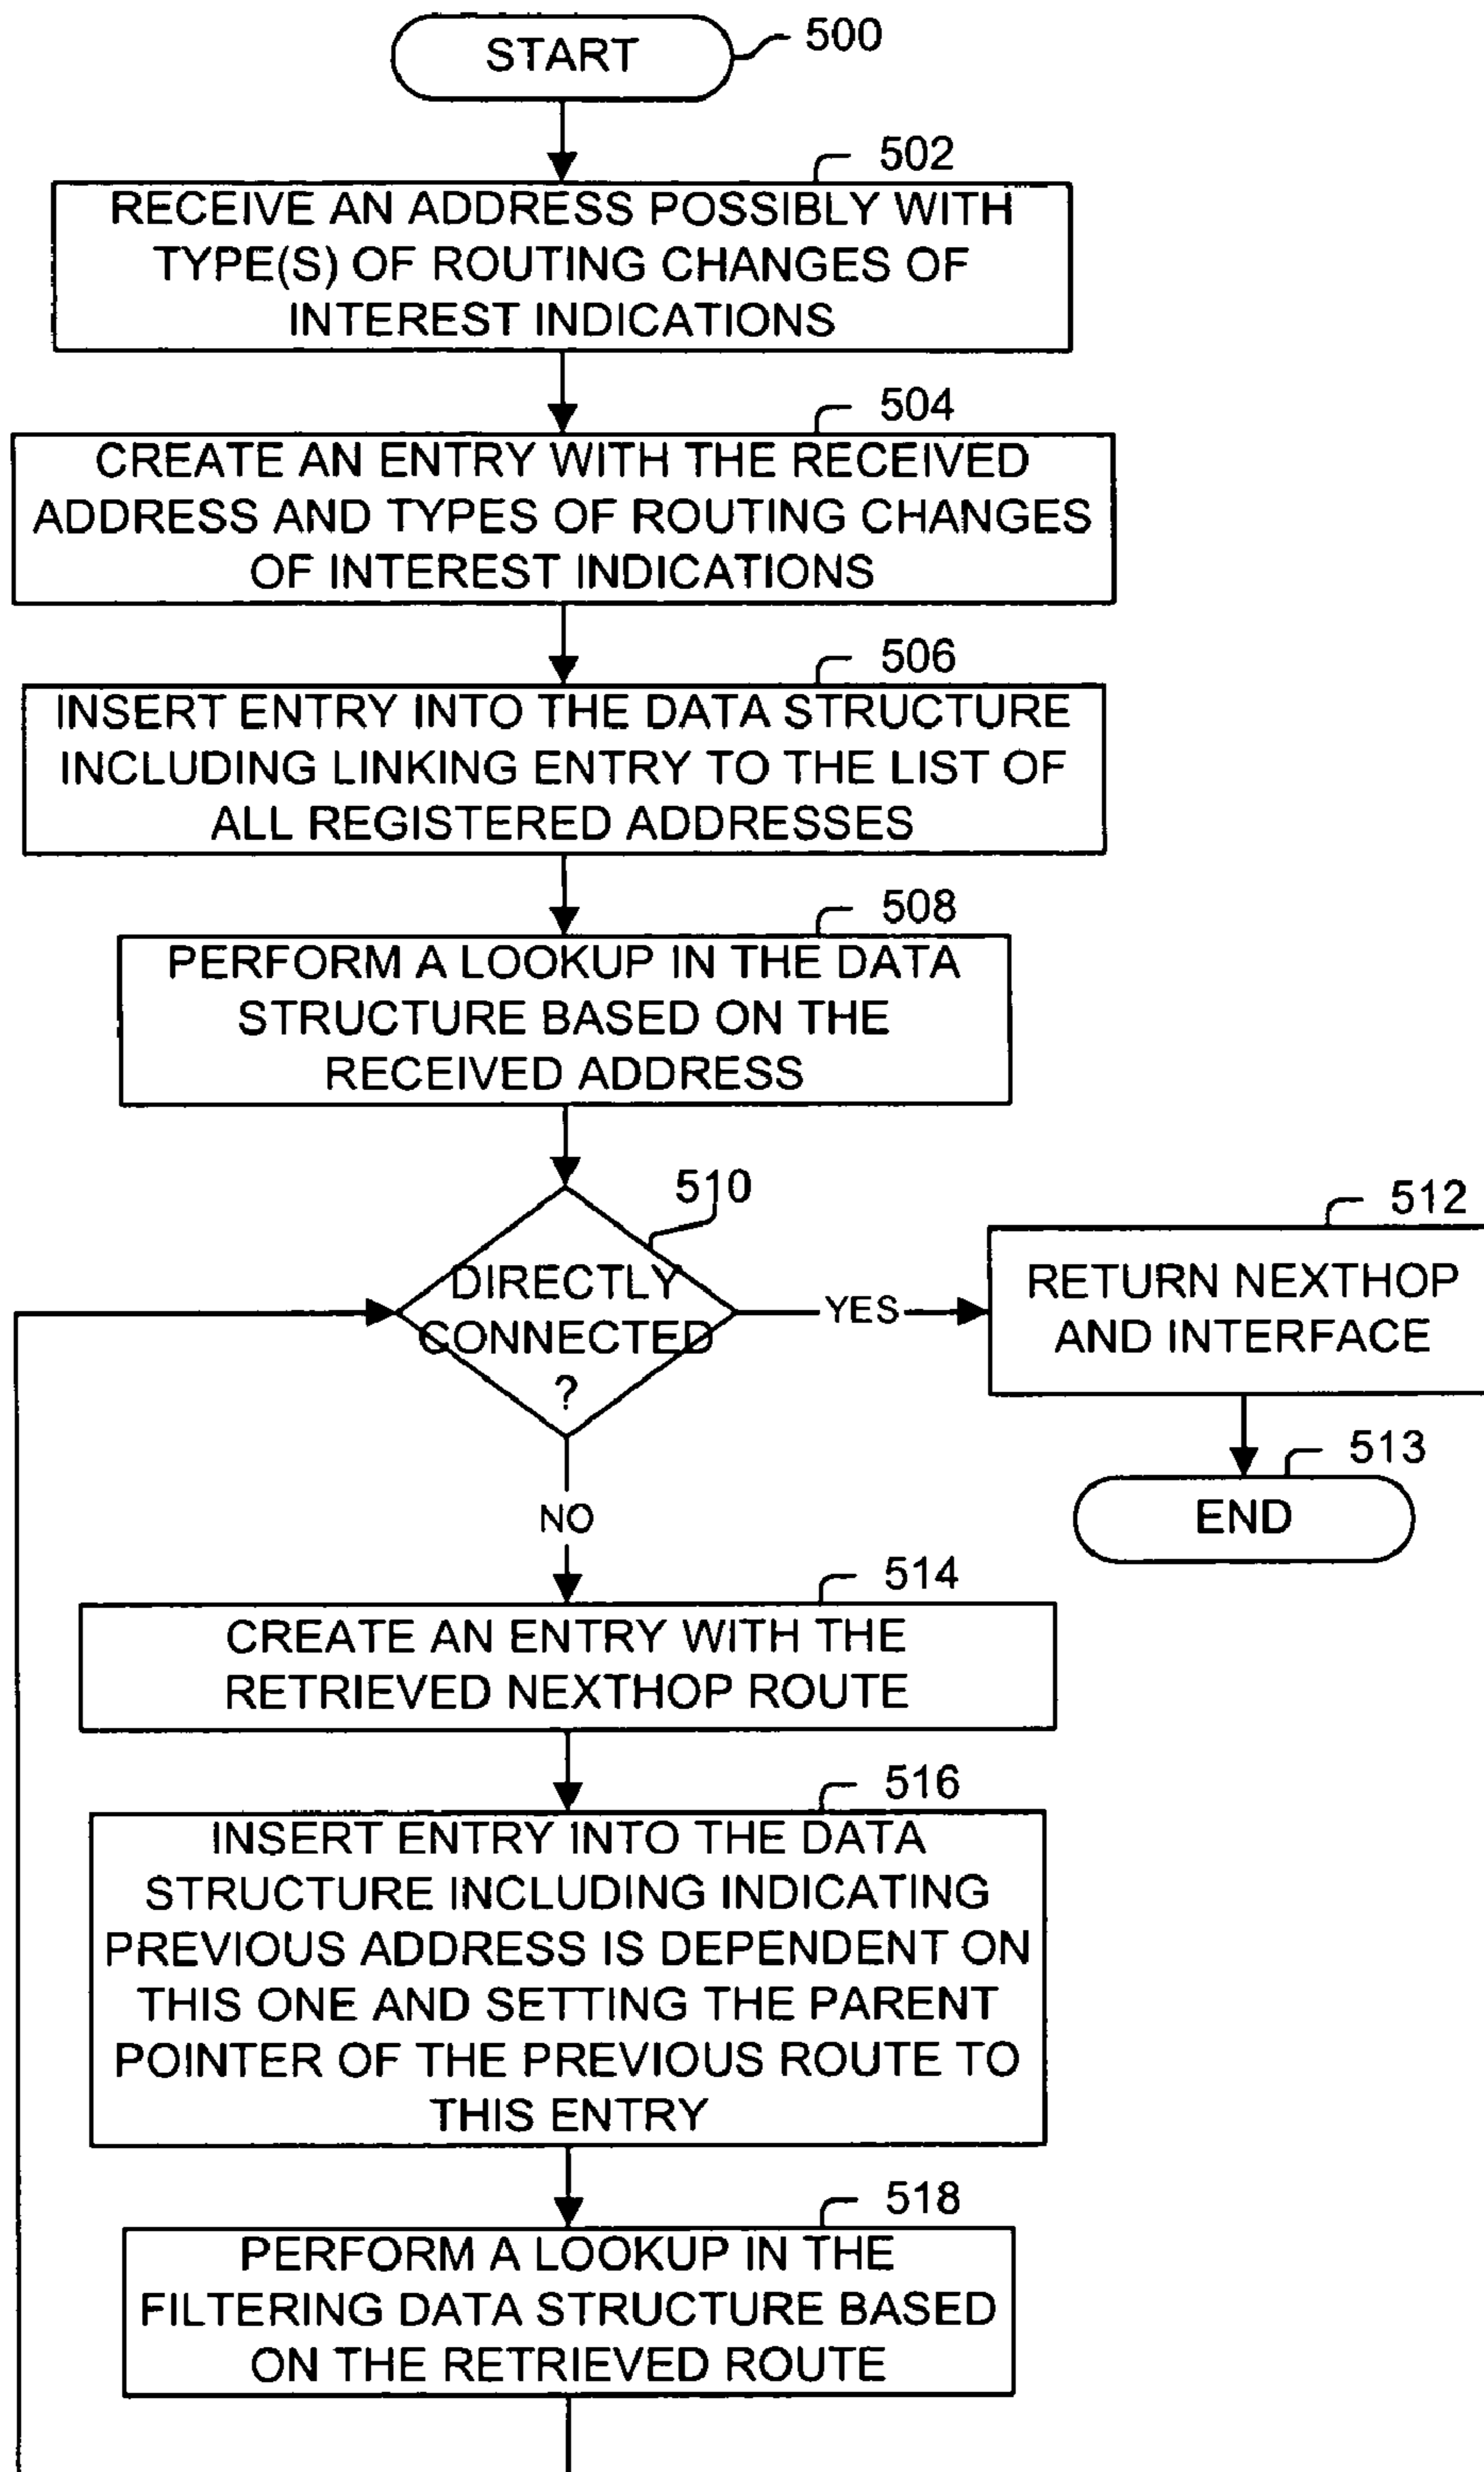 START
500
502
RECEIVE AN ADDRESS POSSIBLY WITH
TYPE(S) OF ROUTING CHANGES OF
INTEREST INDICATIONS
504
CREATE AN ENTRY WITH THE RECEIVED
ADDRESS AND TYPES OF ROUTING CHANGES
OF INTEREST INDICATIONS
506
INSERT ENTRY INTO THE DATA STRUCTURE
INCLUDING LINKING ENTRY TO THE LIST OF
ALL REGISTERED ADDRESSES
508
PERFORM A LOOKUP IN THE DATA
STRUCTURE BASED ON THE
RECEIVED ADDRESS
510
DIRECTLY
CONNECTED
?
YES
512
RETURN NEXTHOP
AND INTERFACE
513
END
NO
514
CREATE AN ENTRY WITH THE
RETRIEVED NEXTHOP ROUTE
516
INSERT ENTRY INTO THE DATA
STRUCTURE INCLUDING INDICATING
PREVIOUS ADDRESS IS DEPENDENT ON
THIS ONE AND SETTING THE PARENT
POINTER OF THE PREVIOUS ROUTE TO
THIS ENTRY
518
PERFORM A LOOKUP IN THE
FILTERING DATA STRUCTURE BASED
ON THE RETRIEVED ROUTE